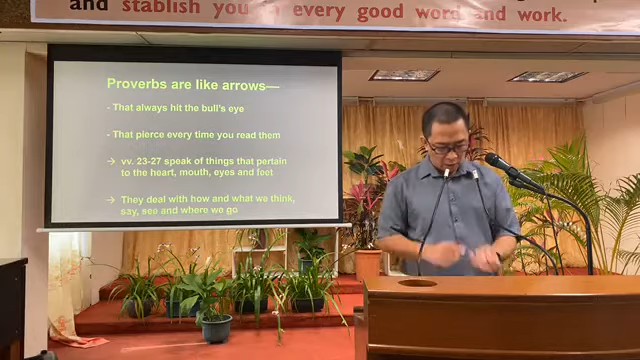 and stablish you in every good word and work.
Proverbs are like arrows—
- That always hit the bull's eye
- That pierce every time you read them
→ vv. 23-27 speak of things that pertain
to the heart, mouth, eyes and foot
→ They deal with how and what we think,
say, see and where we go